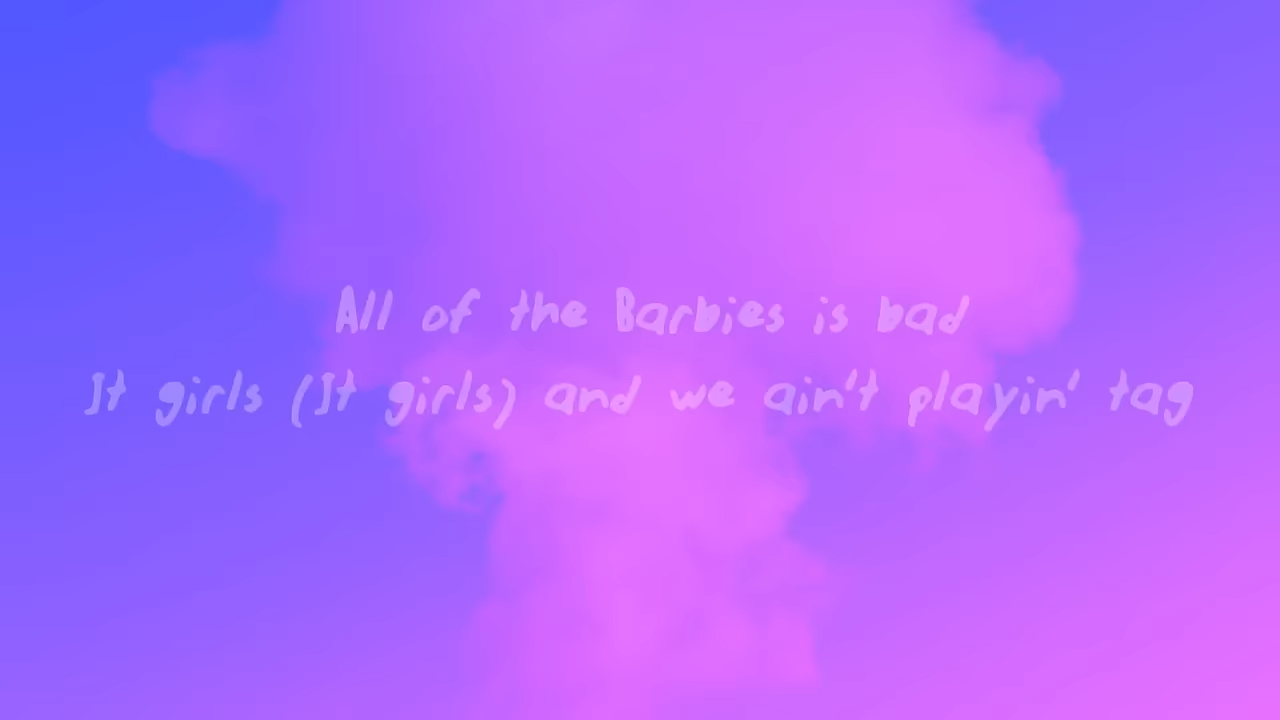 All of the Barbies is bad
It girls (It girls) and we ain't playin' tag